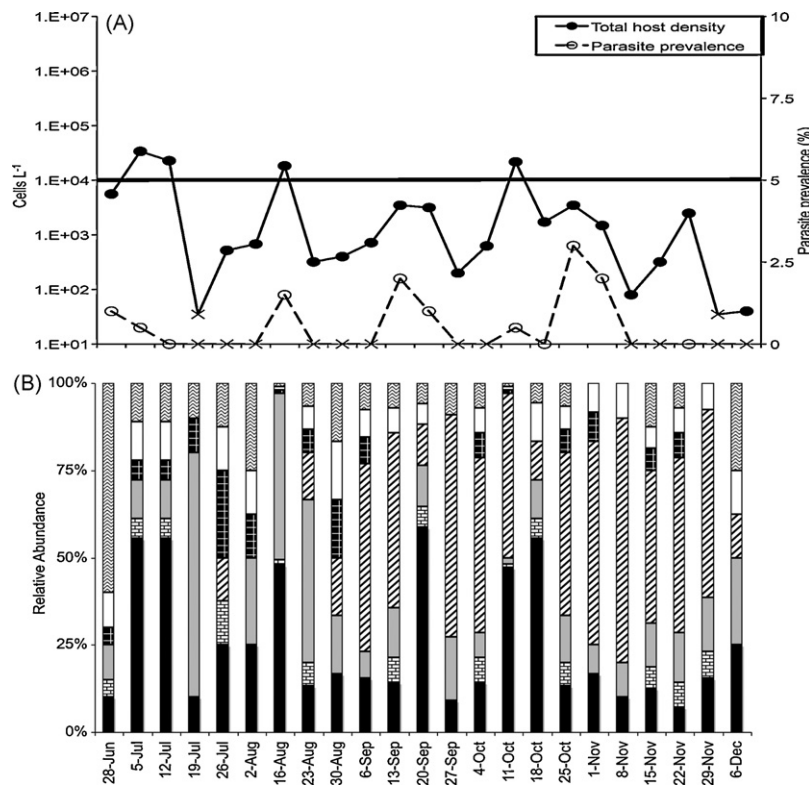 (A)
Total host density
Parasite prevalence
1.E+07
1.E+06
1.E+05
1.E+04
1.E+03
1.E+02
1.E+01
Cells L-1
10
7.5
5
2.5
0
Parasite prevalence (%)
(B)
100%
75%
50%
25%
0%
Relative Abundance
28-Jun
5-Jul
12-Jul
19-Jul
26-Jul
2-Aug
16-Aug
23-Aug
30-Aug
6-Sep
13-Sep
20-Sep
27-Sep
4-Oct
11-Oct
18-Oct
25-Oct
1-Nov
8-Nov
15-Nov
22-Nov
29-Nov
6-Dec